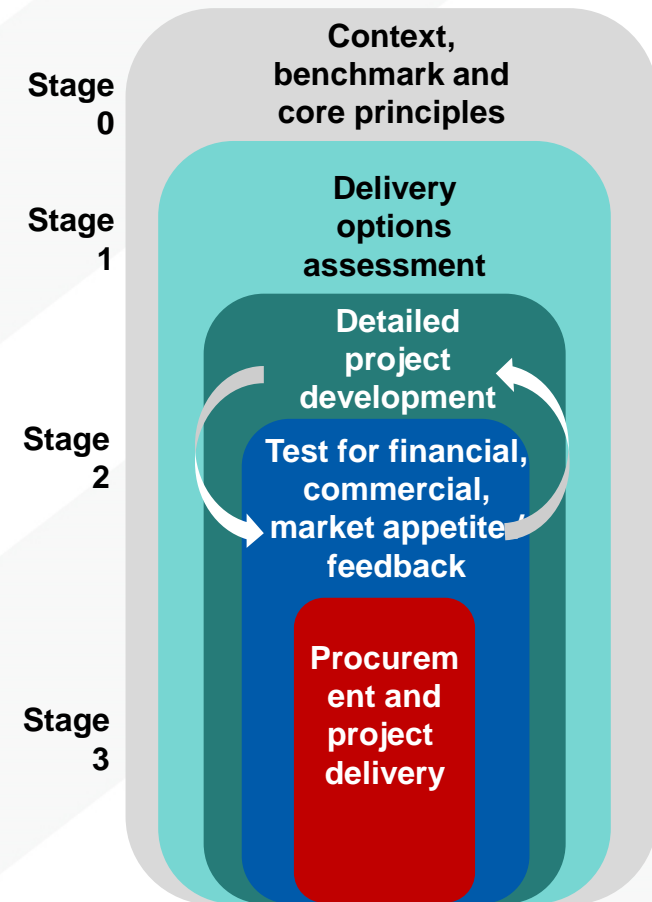 Context,
benchmark and
core principles
Stage
0
Delivery
options
assessment
Stage
1
Detailed
project
development
Stage
2
Test for financial,
commercial,
market appetite /
feedback
Procurem
ent and
project
delivery
Stage
3